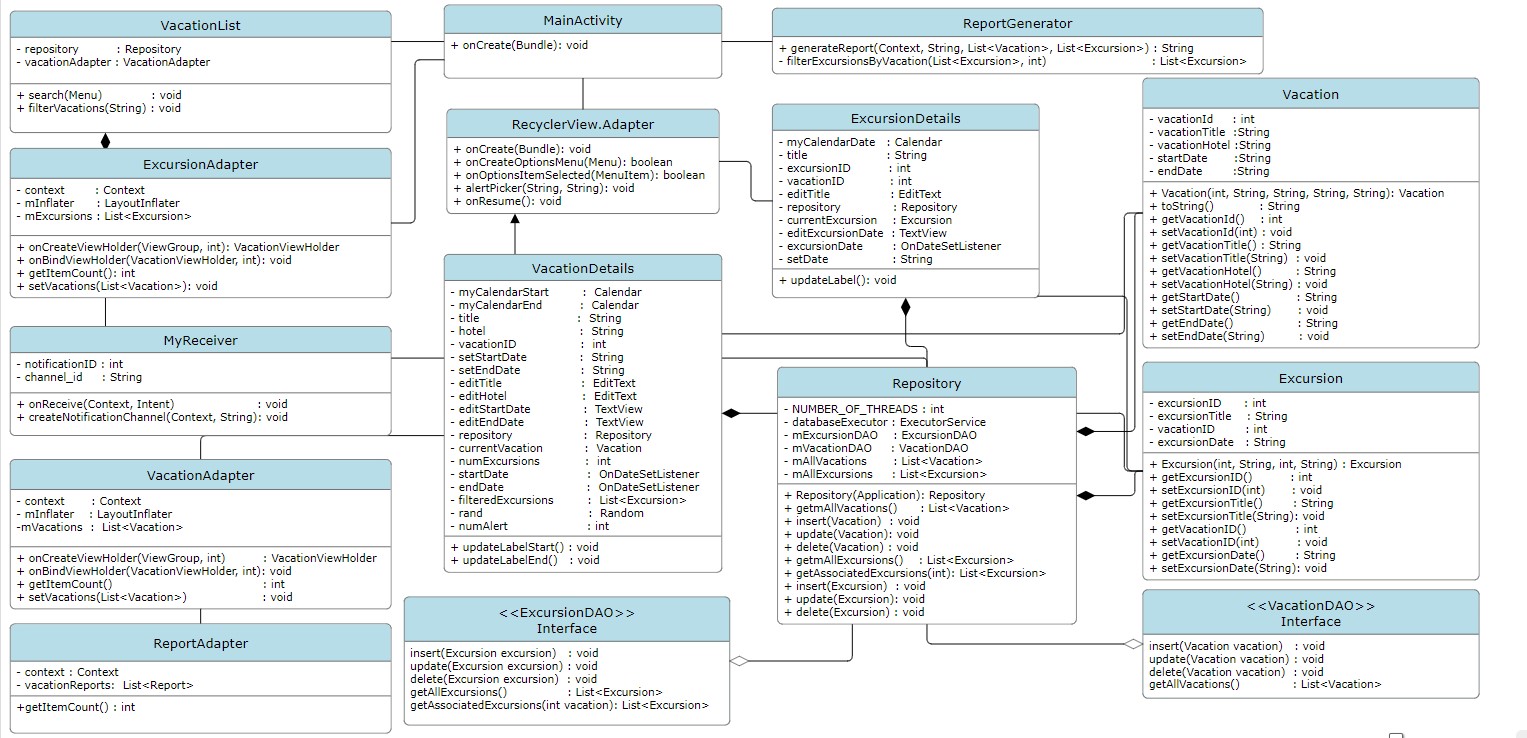 VacationList
- repository : Repository
- vacationAdapter : VacationAdapter
+ search(Menu) : void
+ filterVacations(String) : void
MainActivity
+ onCreate(Bundle): void
ReportGenerator
+ generateReport(Context, String, List<Vacation>, List<Excursion>) : String
- filterExcursionsByVacation(List<Excursion>, int) : List<Excursion>
ExcursionAdapter
- context : Context
- mInflater : LayoutInflater
- mExcursions : List<Excursion>
+ onCreateViewHolder(ViewGroup, int): VacationViewHolder
+ onBindViewHolder(VacationViewHolder, int): void
+ getItemCount(): int
+ setVacations(List<Vacation>): void
RecyclerView.Adapter
+ onCreate(Bundle): void
+ onCreateOptionsMenu(Menu): boolean
+ onOptionsItemSelected(MenuItem): boolean
+ alertPicker(String, String): void
+ onResume(): void
ExcursionDetails
- myCalendarDate : Calendar
- title : String
- excursionID : int
- vacationID : int
- editTitle : EditText
- repository : Repository
- currentExcursion : Excursion
- editExcursionDate : TextView
- excursionDate : OnDateSetListener
- setDate : String
+ updateLabel(): void
Vacation
- vacationId : int
- vacationTitle :String
- vacationHotel :String
- startDate :String
- endDate :String
+ Vacation(int, String, String, String, String): Vacation
+ toString() : String
+ getVacationId() : int
+ setVacationId(int) : void
+ getVacationTitle() : String
+ setVacationTitle(String) : void
+ getVacationHotel() : String
+ setVacationHotel(String) : void
+ getStartDate() : String
+ setStartDate(String) : void
+ getEndDate() : String
+ setEndDate(String) : void
MyReceiver
- notificationID : int
- channel_id : String
+ onReceive(Context, Intent) : void
+ createNotificationChannel(Context, String): void
VacationDetails
- myCalendarStart : Calendar
- myCalendarEnd : Calendar
- title : String
- hotel : String
- vacationID : int
- setStartDate : String
- setEndDate : String
- editTitle : EditText
- editHotel : EditText
- editStartDate : TextView
- editEndDate : TextView
- repository : Repository
- currentVacation : Vacation
- numExcursions : int
- startDate : OnDateSetListener
- endDate : OnDateSetListener
- filteredExcursions : List<Excursion>
- rand : Random
- numAlert : int
+ updateLabelStart() : void
+ updateLabelEnd() : void
Repository
- NUMBER_OF_THREADS : int
- databaseExecutor : ExecutorService
- mExcursionDAO : ExcursionDAO
- mVacationDAO : VacationDAO
- mAllVacations : List<Vacation>
- mAllExcursions : List<Excursion>
+ Repository(Application): Repository
+ getmAllVacations() : List<Vacation>
+ insert(Vacation) : void
+ update(Vacation): void
+ delete(Vacation) : void
+ getmAllExcursions() : List<Excursion>
+ getAssociatedExcursions(int): List<Excursion>
+ insert(Excursion) : void
+ update(Excursion): void
+ delete(Excursion) : void
Excursion
- excursionID : int
- excursionTitle : String
- vacationID : int
- excursionDate : String
+ Excursion(int, String, int, String) : Excursion
+ getExcursionID() : int
+ setExcursionID(int) : void
+ getExcursionTitle() : String
+ setExcursionTitle(String): void
+ getVacationID() : int
+ setVacationID(int) : void
+ getExcursionDate() : String
+ setExcursionDate(String): void
VacationAdapter
- context : Context
- mInflater : LayoutInflater
-mVacations : List<Vacation>
+ onCreateViewHolder(ViewGroup, int) : VacationViewHolder
+ onBindViewHolder(VacationViewHolder, int): void
+ getItemCount() : int
+ setVacations(List<Vacation>) : void
ReportAdapter
- context : Context
- vacationReports: List<Report>
+getItemCount() : int
<<ExcursionDAO>>
Interface
insert(Excursion excursion) : void
update(Excursion excursion) : void
delete(Excursion excursion) : void
getAllExcursions() : List<Excursion>
getAssociatedExcursions(int vacation): List<Excursion>
<<VacationDAO>>
Interface
insert(Vacation vacation) : void
update(Vacation vacation) : void
delete(Vacation vacation) : void
getAllVacations() : List<Vacation>